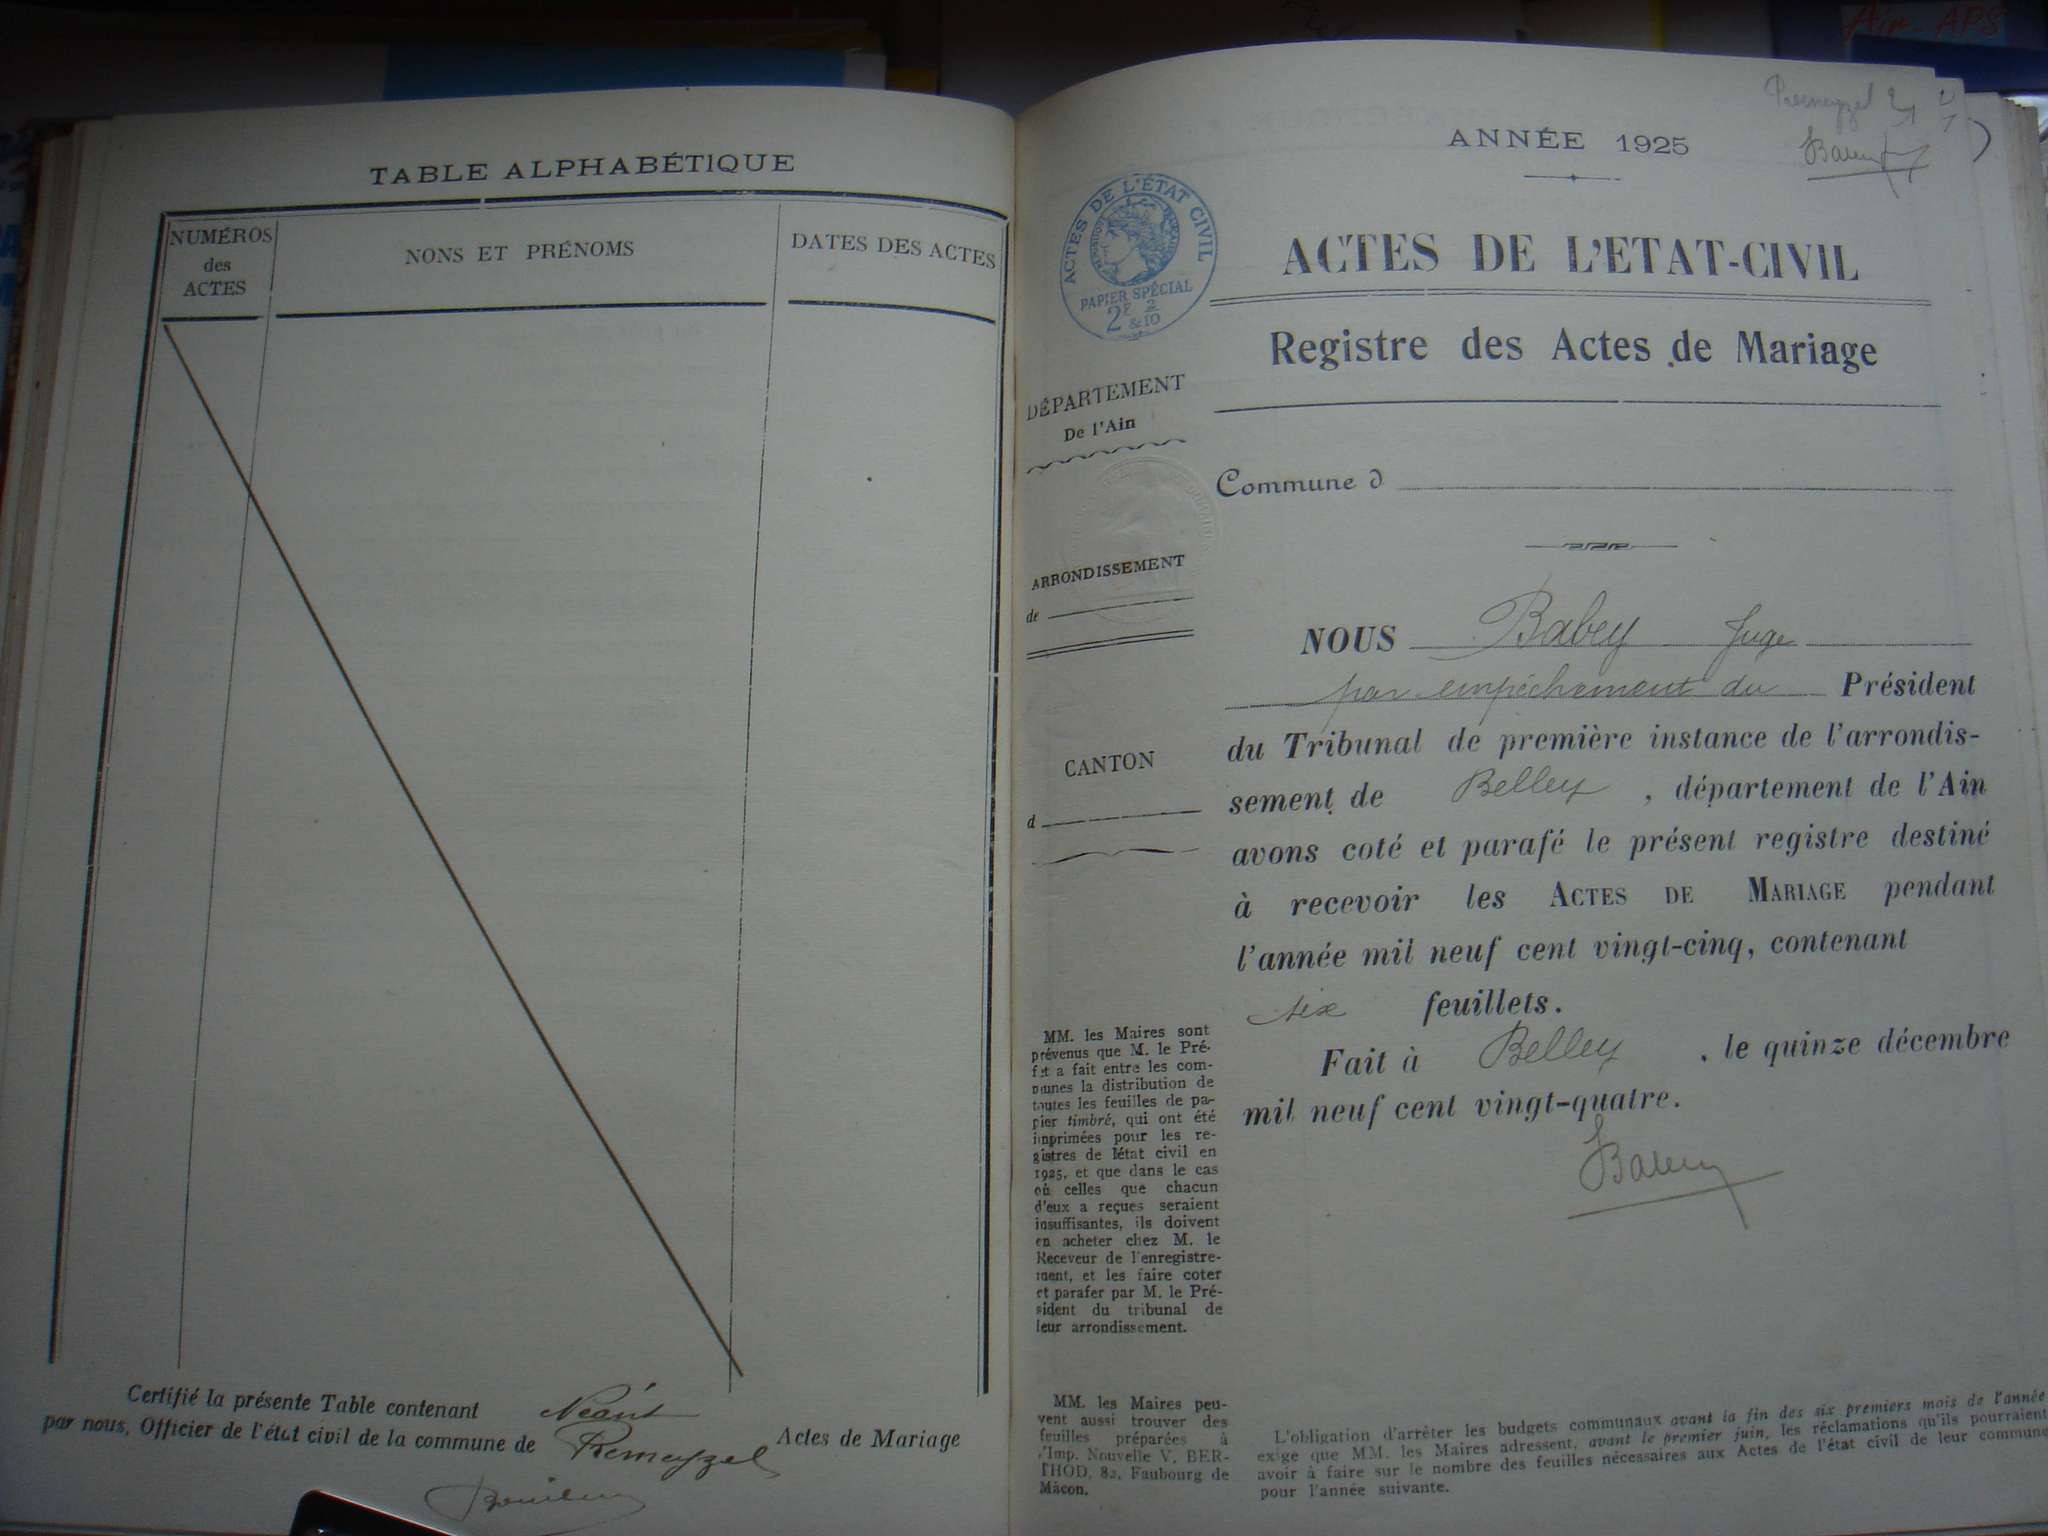 TABLE ALPHABÉTIQUE
NUMÉROS
des
ACTES
NONS ET PRÉNOMS
DATES DES ACTES
Certifié la présente Table contenant Néant Actes de Mariage
par nous, Officier de l'état civil de la commune de Premeyzel
Air-APS
Premeyzel
ANNÉE 1925
ACTES DE L'ÉTAT CIVIL
PAPIER SPÉCIAL
2F 2
& 10
ACTES DE L'ETAT-CIVIL
Registre des Actes de Mariage
DÉPARTEMENT
De l'Ain
Commune d
ARRONDISSEMENT
de
CANTON
d
NOUS Babey Juge
par empêchement du Président
du Tribunal de première instance de l'arrondis-
sement de Belley, département de l'Ain
avons coté et parafé le présent registre destiné
à recevoir les ACTES DE MARIAGE pendant
l'année mil neuf cent vingt-cinq, contenant
six feuillets.
Fait à Belley, le quinze décembre
mil neuf cent vingt-quatre.
MM. les Maires sont
prévenus que M. le Pré-
fet a fait entre les com-
munes la distribution de
toutes les feuilles de pa-
pier timbré, qui ont été
imprimées pour les re-
gistres de létat civil en
1925, et que dans le cas
où celles que chacun
d'eux a reçues seraient
insuffisantes, ils doivent
en acheter chez M. le
Receveur de l'enregistre-
ment, et les faire coter
et parafer par M. le Pré-
sident du tribunal de
leur arrondissement.
MM. les Maires peu-
vent aussi trouver des
feuilles préparées à
l'Imp. Nouvelle V. BER-
THOD, 82, Faubourg de
Mâcon.
L'obligation d'arrêter les budgets communaux avant la fin des six premiers mois de l'année
exige que MM. les Maires adressent, avant le premier juin, les réclamations qu'ils pourraient
avoir à faire sur le nombre des feuilles nécessaires aux Actes de l'état civil de leur commune
pour l'année suivante.